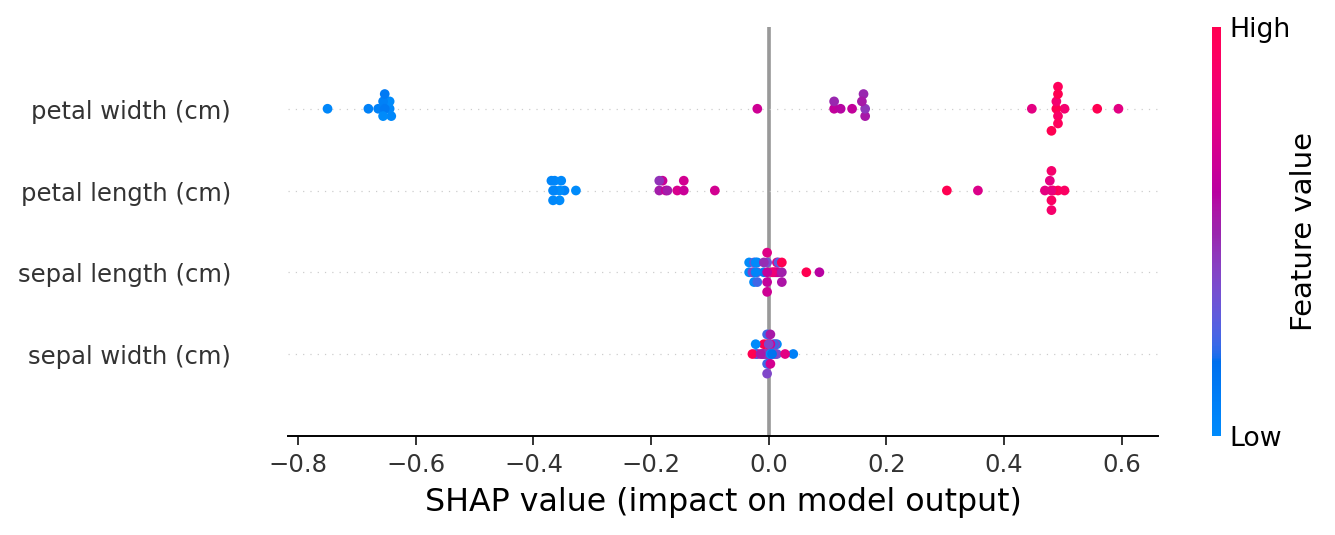 High
petal width (cm)
petal length (cm)
sepal length (cm)
sepal width (cm)
Feature value
Low
−0.8 −0.6 −0.4 −0.2 0.0 0.2 0.4 0.6
SHAP value (impact on model output)